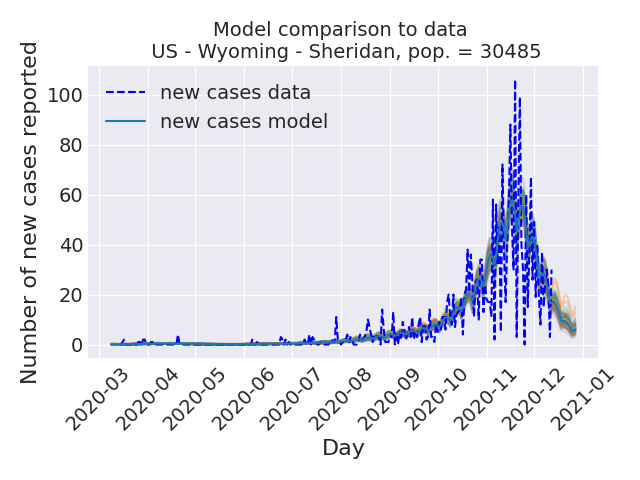 Model comparison to data
US - Wyoming - Sheridan, pop. = 30485
Number of new cases reported
100
80
60
40
20
0
new cases data
new cases model
2020-03
2020-04
2020-05
2020-06
2020-07
2020-08
2020-09
2020-10
2020-11
2020-12
2021-01
Day